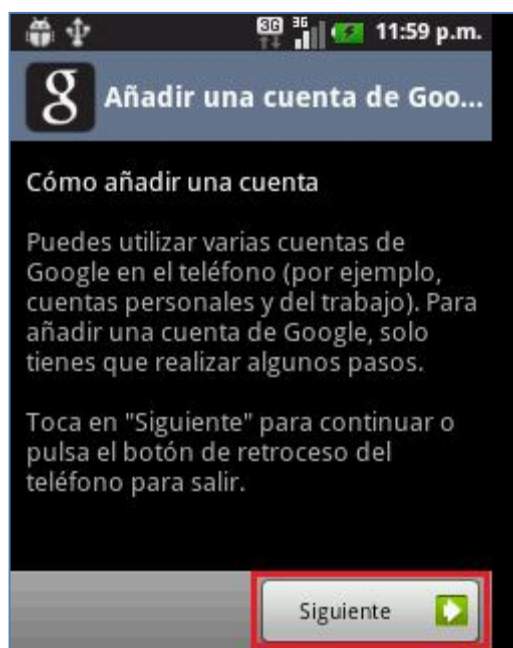 3G 3G 11:59 p.m.
g Añadir una cuenta de Goo...
Cómo añadir una cuenta
Puedes utilizar varias cuentas de
Google en el teléfono (por ejemplo,
cuentas personales y del trabajo). Para
añadir una cuenta de Google, solo
tienes que realizar algunos pasos.
Toca en "Siguiente" para continuar o
pulsa el botón de retroceso del
teléfono para salir.
Siguiente